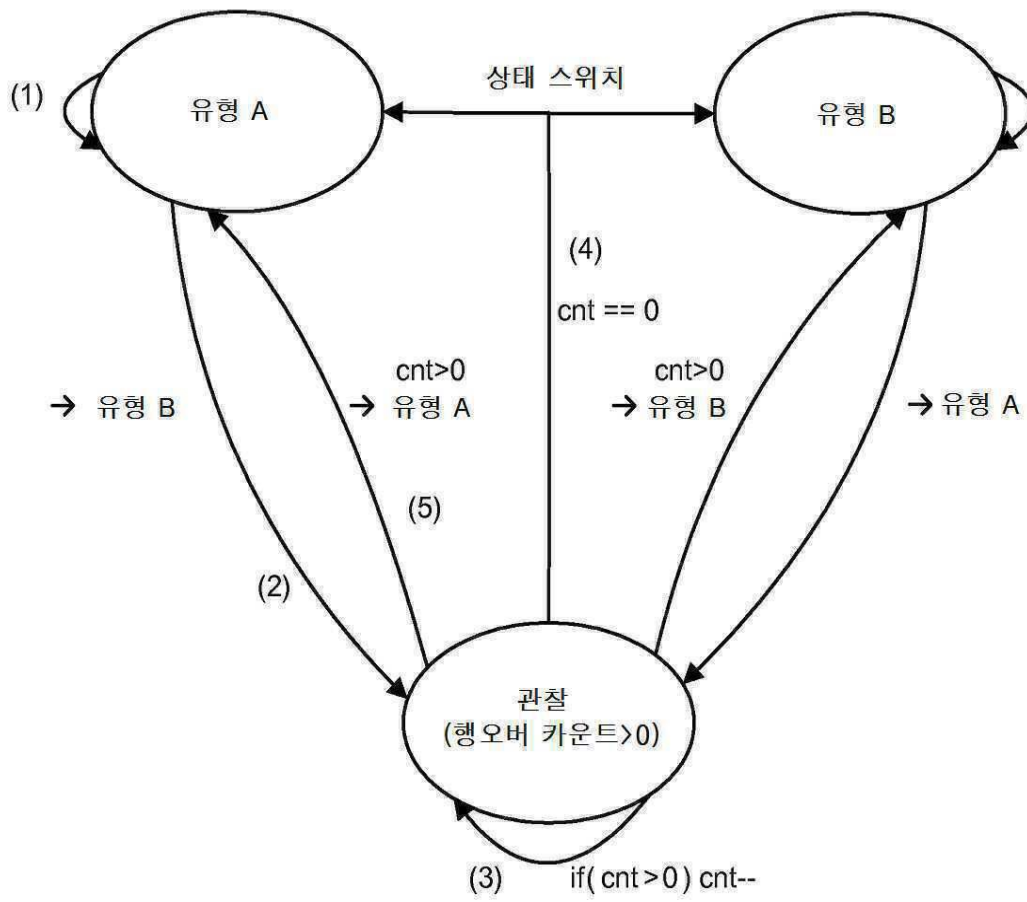 상태 스위치
(1)
유형 A
유형 B
(4)
cnt == 0
cnt>0
cnt>0
→ 유형 B
→ 유형 A
→ 유형 B
→ 유형 A
(5)
(2)
관찰
(행오버 카운트>0)
(3)
if( cnt>0) cnt--